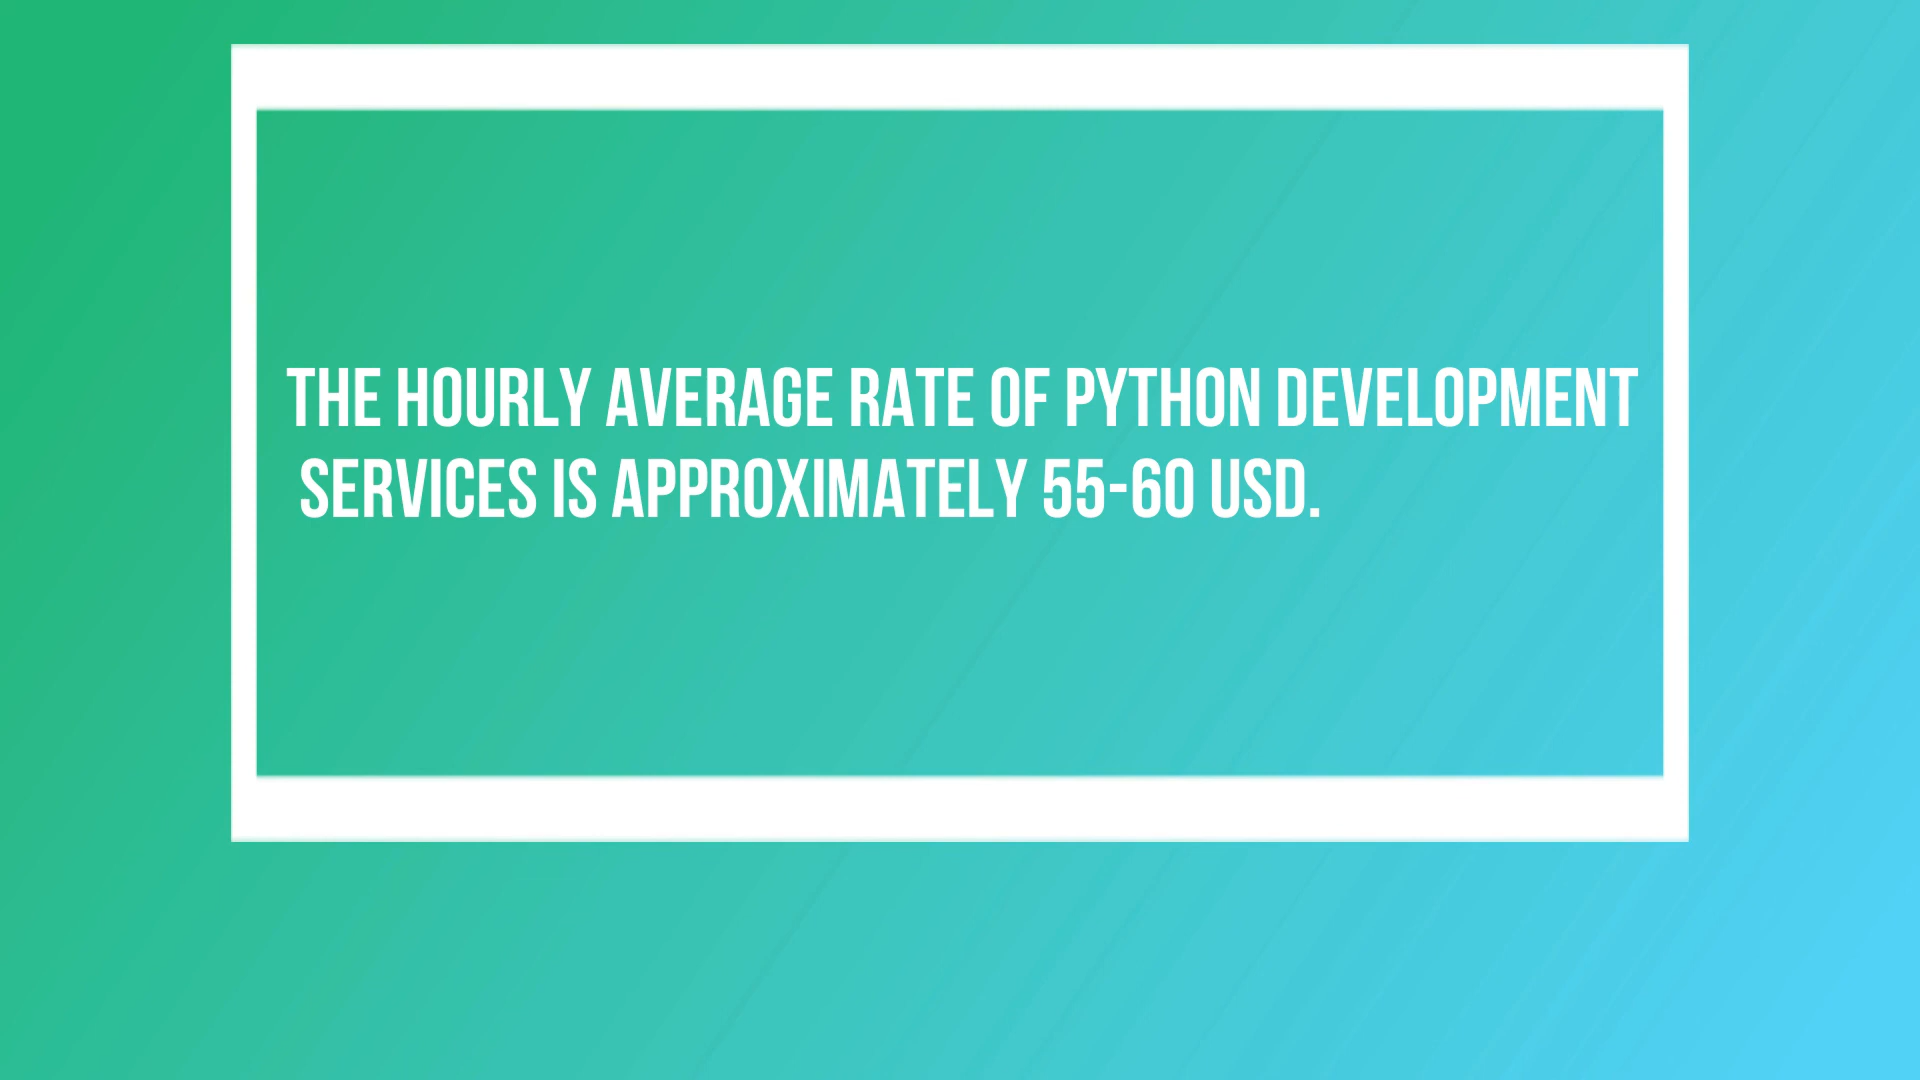 THE HOURLY AVERAGE RATE OF PYTHON DEVELOPMENT
SERVICES IS APPROXIMATELY 55-60 USD.